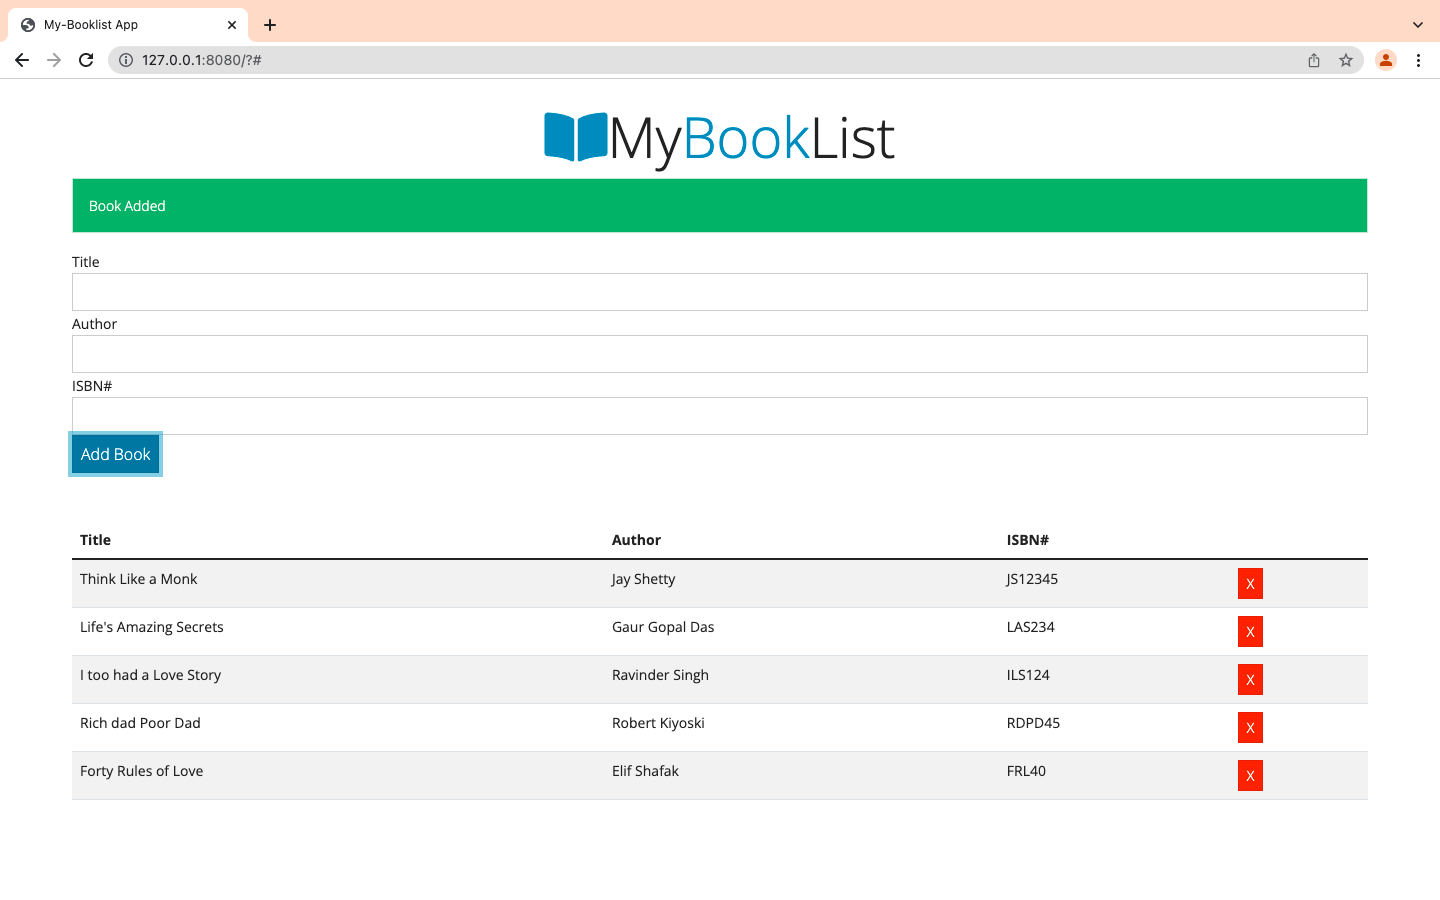 My-Booklist App
127.0.0.1:8080/?#
MyBookList
Book Added
Title
Author
ISBN#
Add Book
Title Author ISBN#
Think Like a Monk Jay Shetty JS12345 X
Life's Amazing Secrets Gaur Gopal Das LAS234 X
I too had a Love Story Ravinder Singh ILS124 X
Rich dad Poor Dad Robert Kiyoski RDPD45 X
Forty Rules of Love Elif Shafak FRL40 X